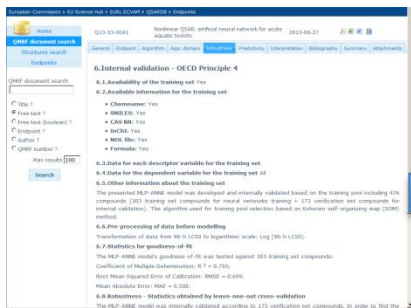 European Commission > EU Science Hub > EURL ECVAM > QSARDB > Endpoints
Home
QMRF document search
Structures search
Endpoints
QMRF document search
Title ?
Free text ?
Free text (boolean) ?
Endpoint ?
Author ?
QMRF number ?
Max results 100
Search
Q13-33-0041
Nonlinear QSAR: artificial neural network for acute
aquatic toxicity
2013-06-27
General Endpoint Algorithm App. domain Robustness Predictivity Interpretation Bibliography Summary Attachments
6.Internal validation - OECD Principle 4
6.1.Availability of the training set Yes
6.2.Available information for the training set
• Chemname: Yes
• SMILES: Yes
• CAS RN: Yes
• InChI: Yes
• MOL file: Yes
• Formula: Yes
6.3.Data for each descriptor variable for the training set
6.4.Data for the dependent variable for the training set All
6.5.Other information about the training set
The presented MLP-ANNE model was developed and internally validated based on the training pool including 476
compounds (303 training set compounds for neural networks training + 173 verification set compounds for
internal validation). The algorithm used for training pool selection based on Kohonen self-organizing map (SOM)
method.
6.6.Pre-processing of data before modelling
Transformation of data from 96-h LC50 to logarithmic scale: Log (96-h LC50).
6.7.Statistics for goodness-of-fit
The MLP-ANNE model's goodness-of-fit was tested against 303 training set compounds:
Coefficient of Multiple Determination: R ² = 0.755;
Root Mean Squared Error of Calibration: RMSE = 0.699;
Mean Absolute Error: MAE = 0.508.
6.8.Robustness - Statistics obtained by leave-one-out cross-validation
The MLP-ANNE model was internally validated according to 173 verification set compounds. In order to find the